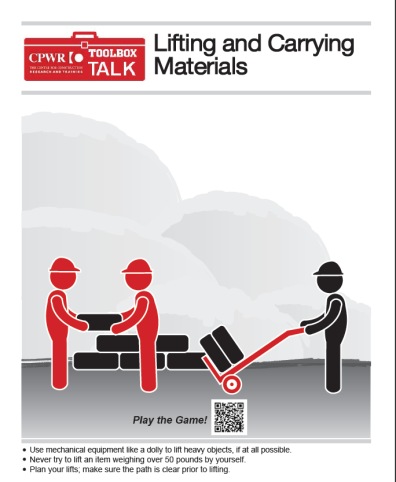 CPWR
THE CENTER FOR CONSTRUCTION
RESEARCH AND TRAINING
TOOLBOX
TALK
Lifting and Carrying
Materials
Play the Game!
• Use mechanical equipment like a dolly to lift heavy objects, if at all possible.
• Never try to lift an item weighing over 50 pounds by yourself.
• Plan your lifts; make sure the path is clear prior to lifting.